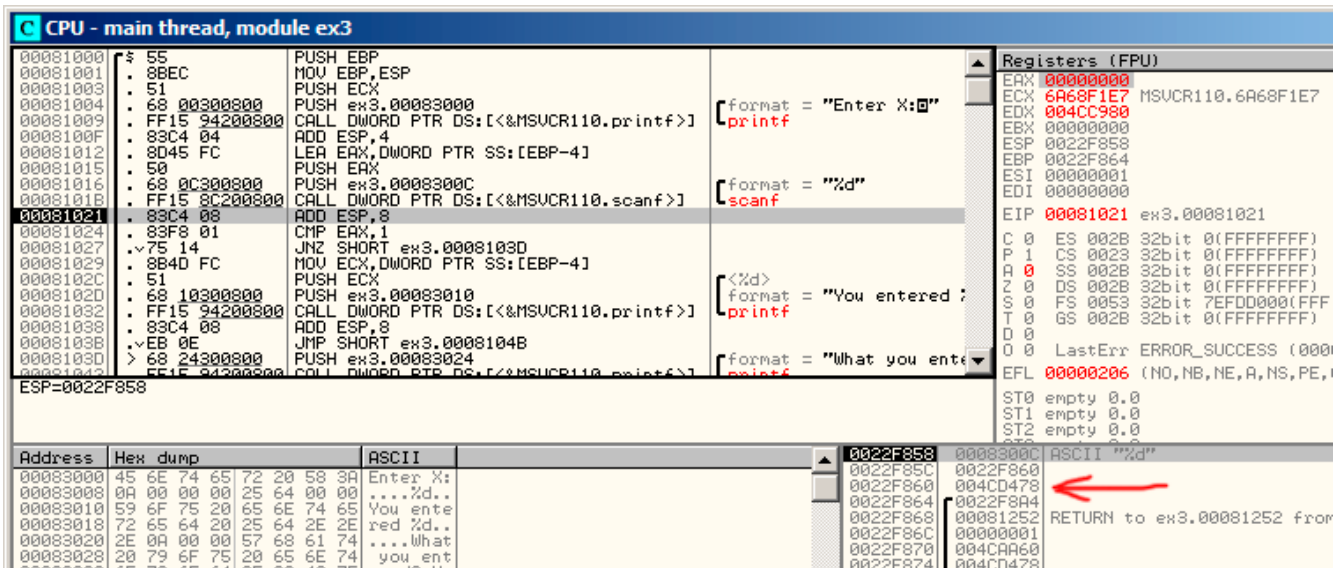 C CPU - main thread, module ex3
00081000 $ 55 PUSH EBP
00081001 . 8BEC MOV EBP,ESP
00081003 . 51 PUSH ECX
00081004 . 68 00300800 PUSH ex3.00083000 format = "Enter X:"
00081009 . FF15 94200800 CALL DWORD PTR DS:[<&MSVCR110.printf>] printf
0008100F . 83C4 04 ADD ESP,4
00081012 . 8D45 FC LEA EAX,DWORD PTR SS:[EBP-4]
00081015 . 50 PUSH EAX
00081016 . 68 0C300800 PUSH ex3.0008300C format = "%d"
0008101B . FF15 8C200800 CALL DWORD PTR DS:[<&MSVCR110.scanf>] scanf
00081021 . 83C4 08 ADD ESP,8
00081024 . 83F8 01 CMP EAX,1
00081027 . 75 14 JNZ SHORT ex3.0008103D
00081029 . 8B4D FC MOV ECX,DWORD PTR SS:[EBP-4]
0008102C . 51 PUSH ECX <%d>
0008102D . 68 10300800 PUSH ex3.00083010 format = "You entered
00081032 . FF15 94200800 CALL DWORD PTR DS:[<&MSVCR110.printf>] printf
00081038 . 83C4 08 ADD ESP,8
0008103B . EB 0E JMP SHORT ex3.0008104B
0008103D > 68 24300800 PUSH ex3.00083024 format = "What you ente
00081043 . FF15 94200800 CALL DWORD PTR DS:[<&MSVCR110.printf>] printf
ESP=0022F858
Registers (FPU)
EAX 00000000
ECX 6A68F1E7 MSVCR110.6A68F1E7
EDX 004CC980
EBX 00000000
ESP 0022F858
EBP 0022F864
ESI 00000001
EDI 00000000
EIP 00081021 ex3.00081021
C 0 ES 002B 32bit 0(FFFFFFFF)
P 1 CS 0023 32bit 0(FFFFFFFF)
A 0 SS 002B 32bit 0(FFFFFFFF)
Z 0 DS 002B 32bit 0(FFFFFFFF)
S 0 FS 0053 32bit 7EFDD000(FFF
T 0 GS 002B 32bit 0(FFFFFFFF)
D 0
O 0 LastErr ERROR_SUCCESS (000
EFL 00000206 (NO,NB,NE,A,NS,PE,
ST0 empty 0.0
ST1 empty 0.0
ST2 empty 0.0
Address Hex dump ASCII
00083000 45 6E 74 65 72 20 58 3A Enter X:
00083008 0A 00 00 00 25 64 00 00 ....%d..
00083010 59 6F 75 20 65 6E 74 65 You ente
00083018 72 65 64 20 25 64 2E 2E red %d..
00083020 2E 0A 00 00 57 68 61 74 ....What
00083028 20 79 6F 75 20 65 6E 74  you ent
0022F858 0008300C ASCII "%d"
0022F85C 0022F860
0022F860 004CD478
0022F864 0022F8A4
0022F868 00081252 RETURN to ex3.00081252 from
0022F86C 00000001
0022F870 004CAA60
0022F874 004CD478